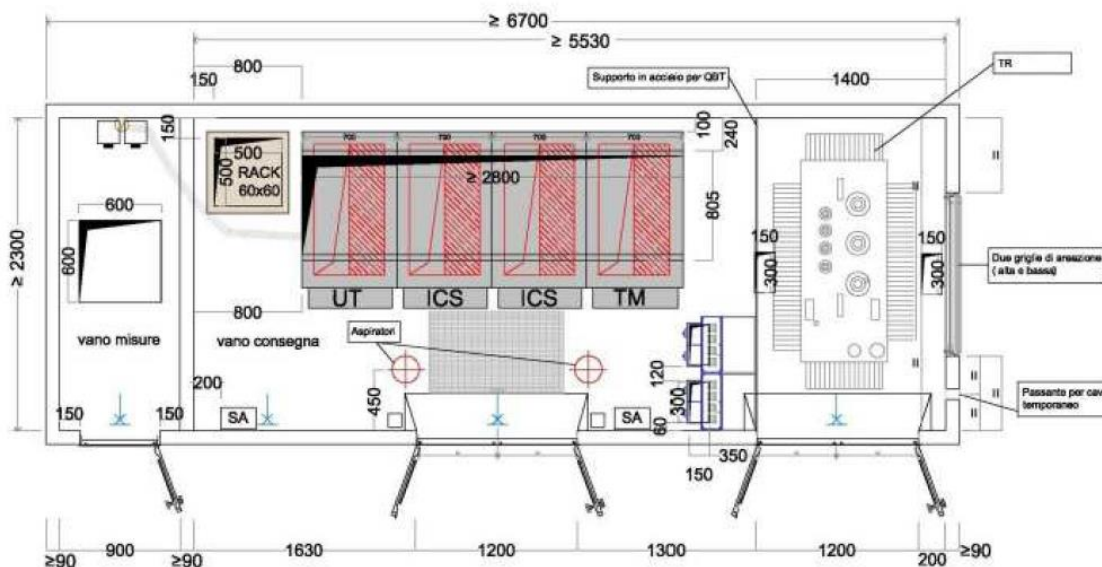 ≥ 6700
≥ 5530
800
150
Supporto in acciaio per QBT
1400
TR
150
700
700
700
700
100
240
500
500
RACK
60x60
≥ 2800
805
600
600
≥ 2300
150
300
150
300
=
=
Due griglie di areazione
( alta e bassa)
UT
ICS
ICS
TM
800
vano misure
vano consegna
Aspiratori
120
300
60
=
=
=
Passante per cav
temporaneo
200
450
150
150
SA
SA
350
150
900
1630
1200
1300
1200
200
≥90
≥90
≥90